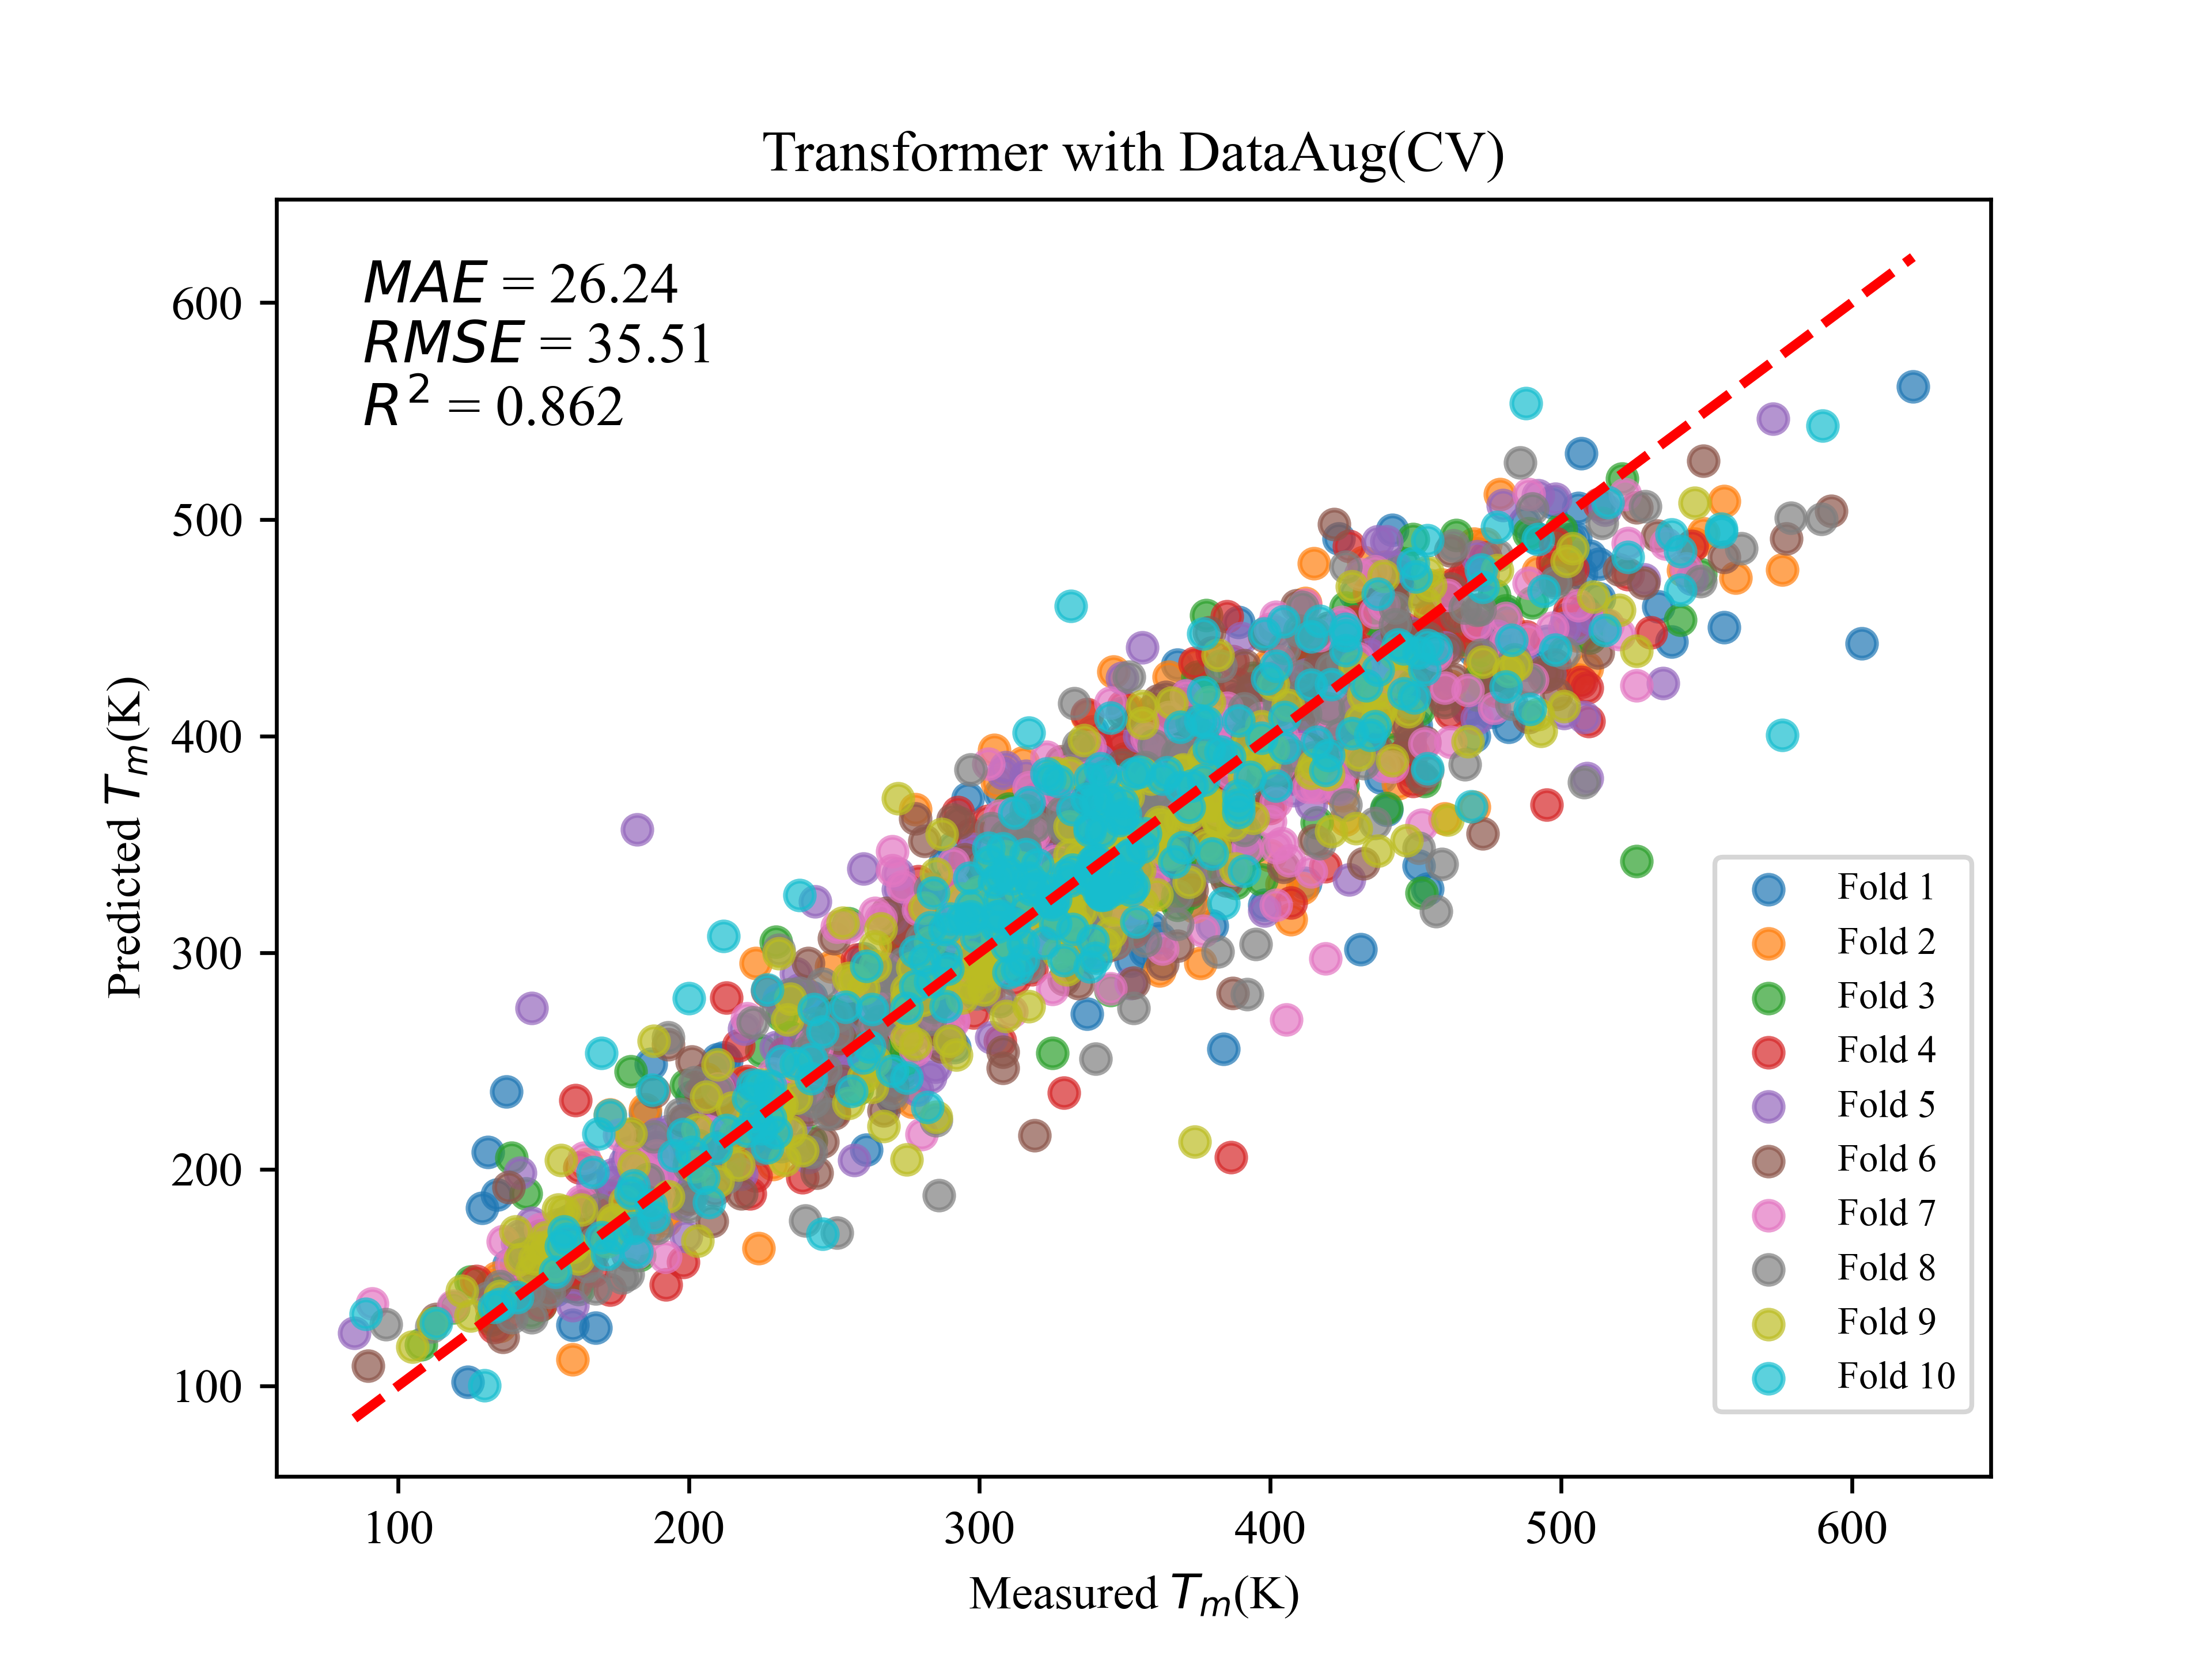 Transformer with DataAug(CV)
MAE = 26.24
RMSE = 35.51
R² = 0.862
600
500
400
300
200
100
Predicted Tₘ(K)
Fold 1
Fold 2
Fold 3
Fold 4
Fold 5
Fold 6
Fold 7
Fold 8
Fold 9
Fold 10
100 200 300 400 500 600
Measured Tₘ(K)